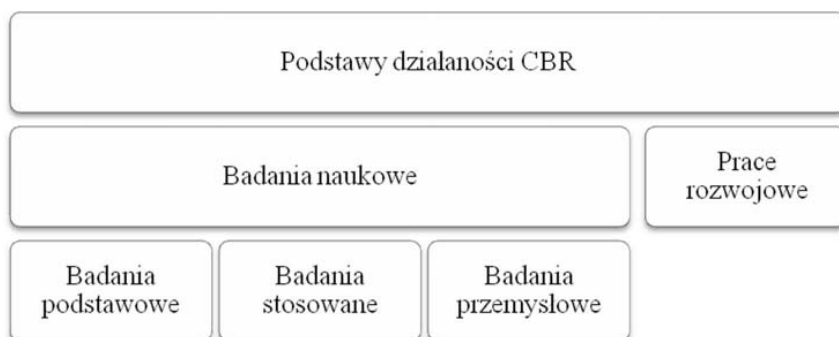 Podstawy działaności CBR
Badania naukowe
Prace
rozwojowe
Badania
podstawowe
Badania
stosowane
Badania
przemysłowe